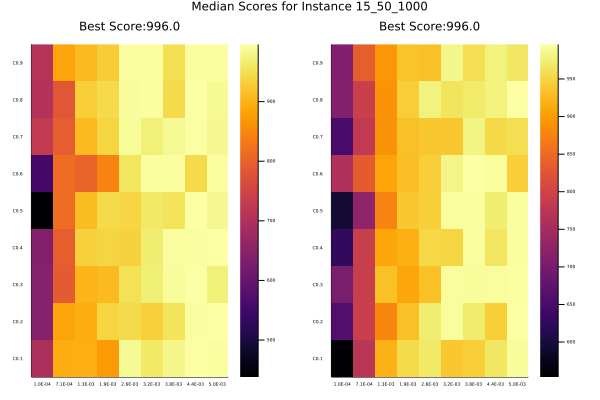 Median Scores for Instance 15_50_1000
Best Score:996.0
C0.9
C0.8
C0.7
C0.6
C0.5
C0.4
C0.3
C0.2
C0.1
1.0E-04 7.1E-04 1.3E-03 1.9E-03 2.6E-03 3.2E-03 3.8E-03 4.4E-03 5.0E-03
900
800
700
600
500
Best Score:996.0
C0.9
C0.8
C0.7
C0.6
C0.5
C0.4
C0.3
C0.2
C0.1
1.0E-04 7.1E-04 1.3E-03 1.9E-03 2.6E-03 3.2E-03 3.8E-03 4.4E-03 5.0E-03
950
900
850
800
750
700
650
600